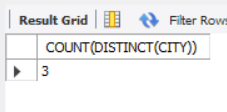 Result Grid Filter Rows
COUNT(DISTINCT(CITY))
3